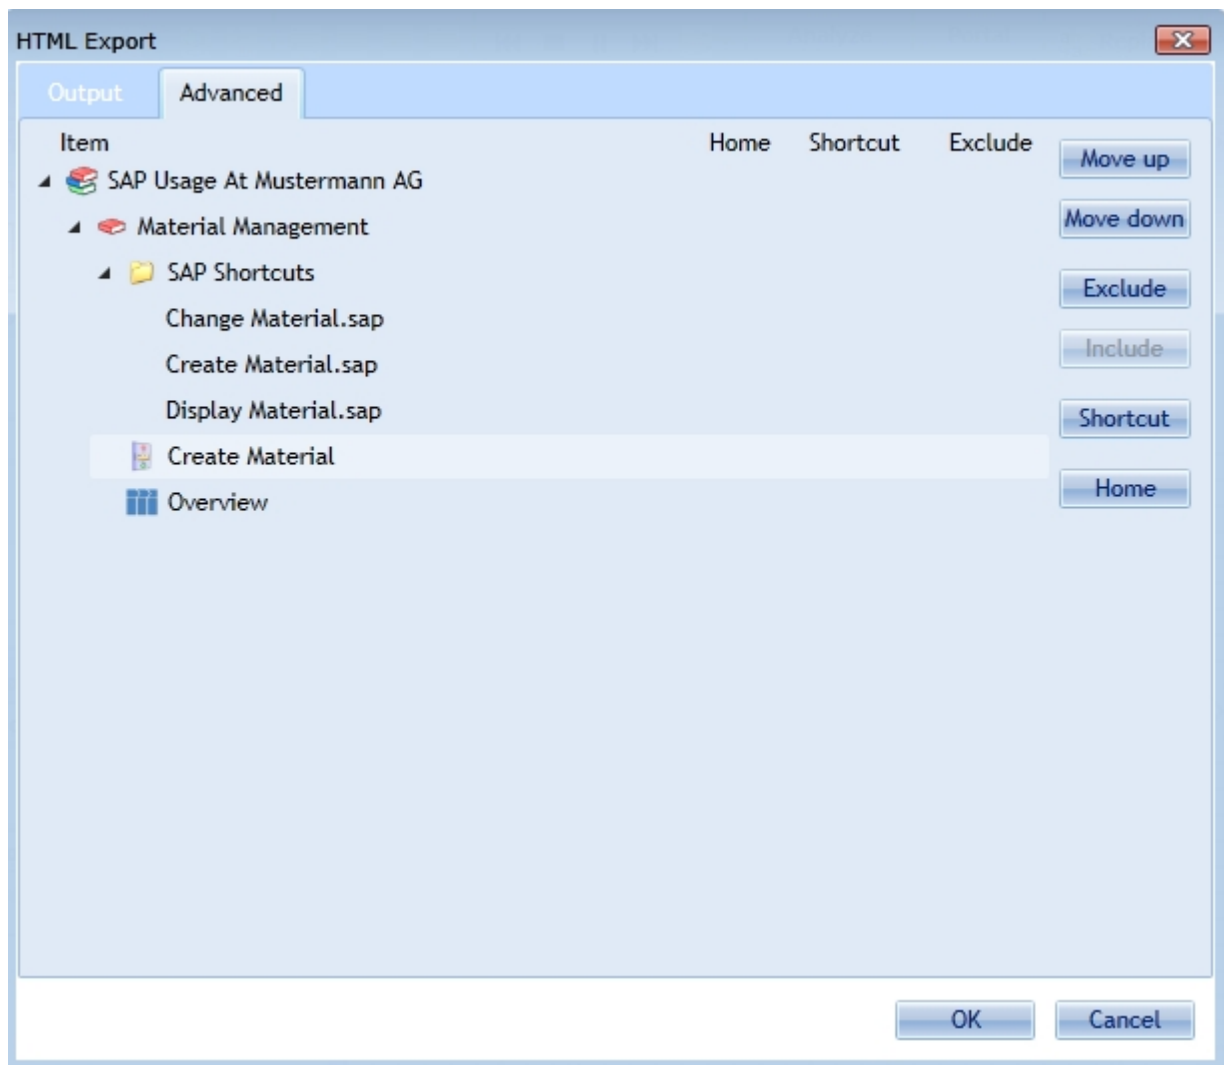 HTML Export
Output Advanced
Item Home Shortcut Exclude
Move up
SAP Usage At Mustermann AG
Move down
Material Management
SAP Shortcuts
Exclude
Change Material.sap
Include
Create Material.sap
Display Material.sap
Shortcut
Create Material
Home
Overview
OK Cancel